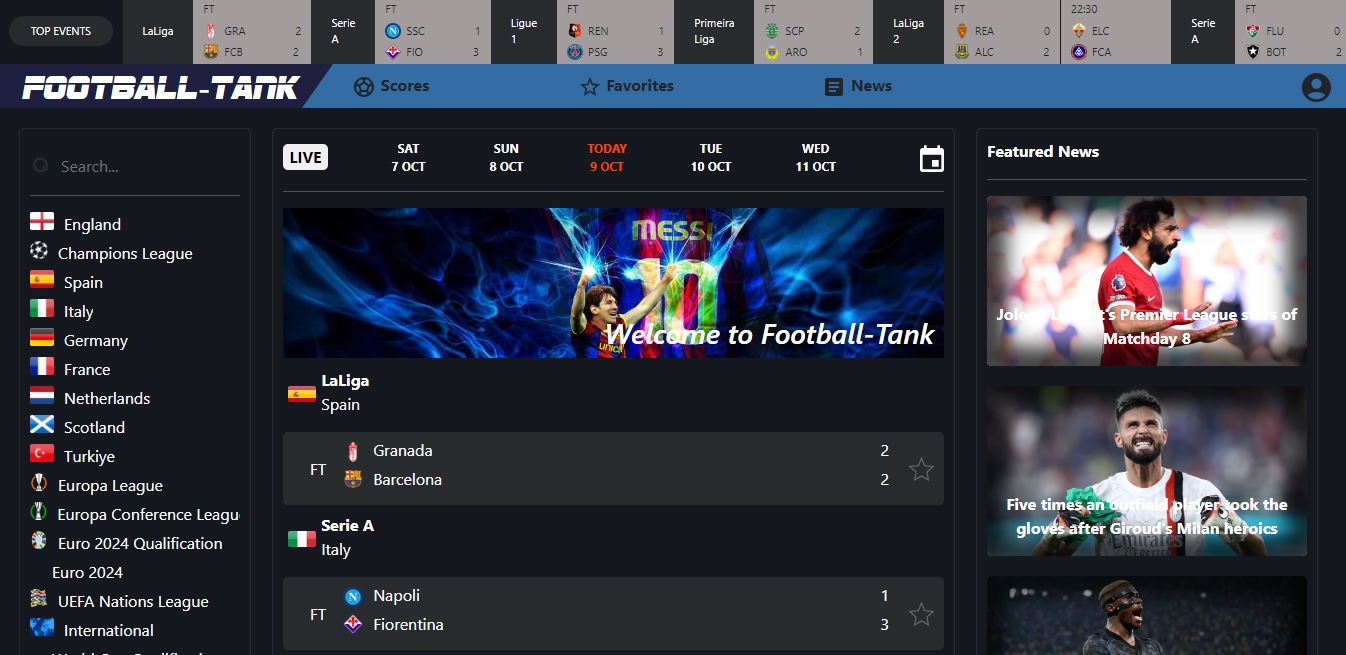 TOP EVENTS
LaLiga
FT
GRA 2
FCB 2
Serie
A
FT
SSC 1
FIO 3
Ligue
1
FT
REN 1
PSG 3
Primeira
Liga
FT
SCP 2
ARO 1
LaLiga
2
FT
REA 0
ALC 2
22:30
ELC
FCA
Serie
A
FT
FLU 0
BOT 2
FOOTBALL-TANK
Scores
Favorites
News
Search...
England
Champions League
Spain
Italy
Germany
France
Netherlands
Scotland
Turkiye
Europa League
Europa Conference Leagu
Euro 2024 Qualification
Euro 2024
UEFA Nations League
International
LIVE
SAT
7 OCT
SUN
8 OCT
TODAY
9 OCT
TUE
10 OCT
WED
11 OCT
MESSI
10
unicef
Welcome to Football-Tank
LaLiga
Spain
FT
Granada 2
Barcelona 2
Serie A
Italy
FT
Napoli 1
Fiorentina 3
Featured News
's Premier League stars of
Matchday 8
Five times an outfield player took the
gloves after Giroud's Milan heroics
Emirates